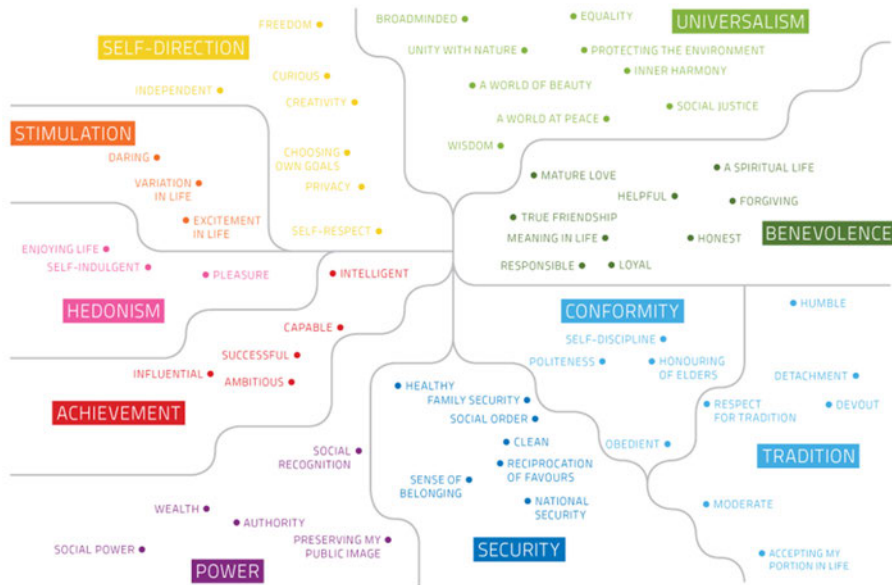 SELF-DIRECTION
FREEDOM
CURIOUS
INDEPENDENT
CREATIVITY
CHOOSING
OWN GOALS
PRIVACY
SELF-RESPECT
UNIVERSALISM
BROADMINDED
EQUALITY
UNITY WITH NATURE
PROTECTING THE ENVIRONMENT
INNER HARMONY
A WORLD OF BEAUTY
SOCIAL JUSTICE
A WORLD AT PEACE
WISDOM
STIMULATION
DARING
VARIATION
IN LIFE
EXCITEMENT
IN LIFE
MATURE LOVE
A SPIRITUAL LIFE
HELPFUL
FORGIVING
TRUE FRIENDSHIP
MEANING IN LIFE
HONEST
BENEVOLENCE
RESPONSIBLE
LOYAL
ENJOYING LIFE
SELF-INDULGENT
PLEASURE
HEDONISM
INTELLIGENT
CAPABLE
SUCCESSFUL
INFLUENTIAL
AMBITIOUS
ACHIEVEMENT
CONFORMITY
SELF-DISCIPLINE
POLITENESS
HONOURING
OF ELDERS
OBEDIENT
HUMBLE
DETACHMENT
RESPECT
FOR TRADITION
DEVOUT
TRADITION
MODERATE
ACCEPTING MY
PORTION IN LIFE
HEALTHY
FAMILY SECURITY
SOCIAL ORDER
CLEAN
RECIPROCATION
OF FAVOURS
SENSE OF
BELONGING
NATIONAL
SECURITY
SECURITY
SOCIAL
RECOGNITION
WEALTH
AUTHORITY
PRESERVING MY
PUBLIC IMAGE
SOCIAL POWER
POWER